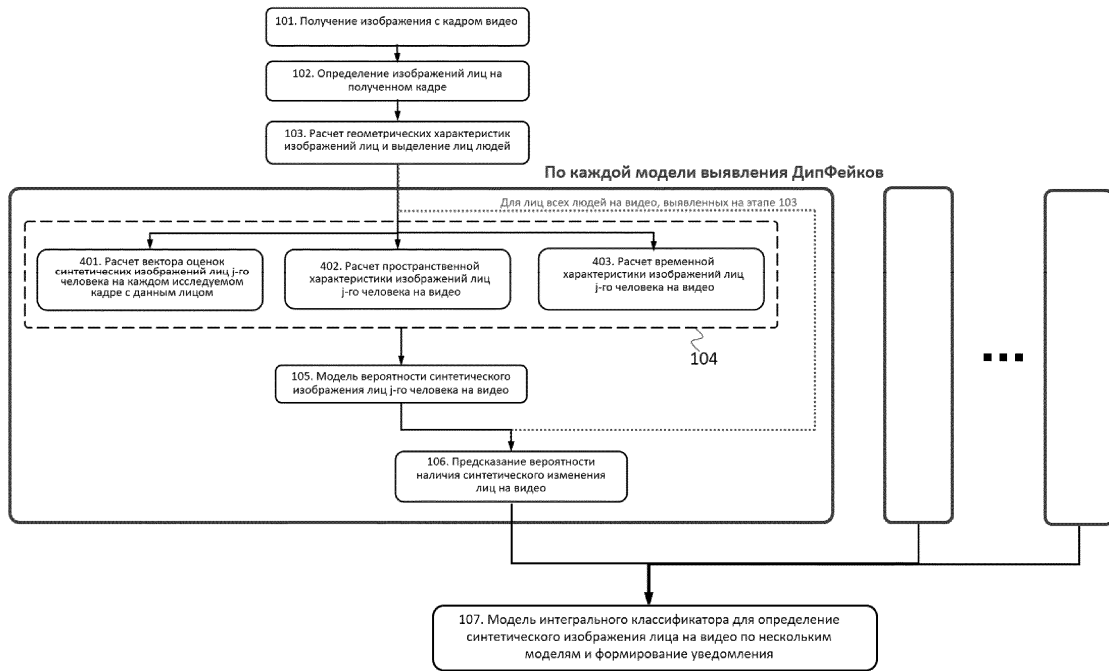 101. Получение изображения с кадром видео
102. Определение изображений лиц на
полученном кадре
103. Расчет геометрических характеристик
изображений лиц и выделение лиц людей
По каждой модели выявления ДипФейков
Для лиц всех людей на видео, выявленных на этапе 103
401. Расчет вектора оценок
синтетических изображений лиц j-го
человека на каждом исследуемом
кадре с данным лицом
402. Расчет пространственной
характеристики изображений лиц
j-го человека на видео
403. Расчет временной
характеристики изображений лиц
j-го человека на видео
104
105. Модель вероятности синтетического
изображения лиц j-го человека на видео
106. Предсказание вероятности
наличия синтетического изменения
лиц на видео
107. Модель интегрального классификатора для определение
синтетического изображения лица на видео по нескольким
моделям и формирование уведомления